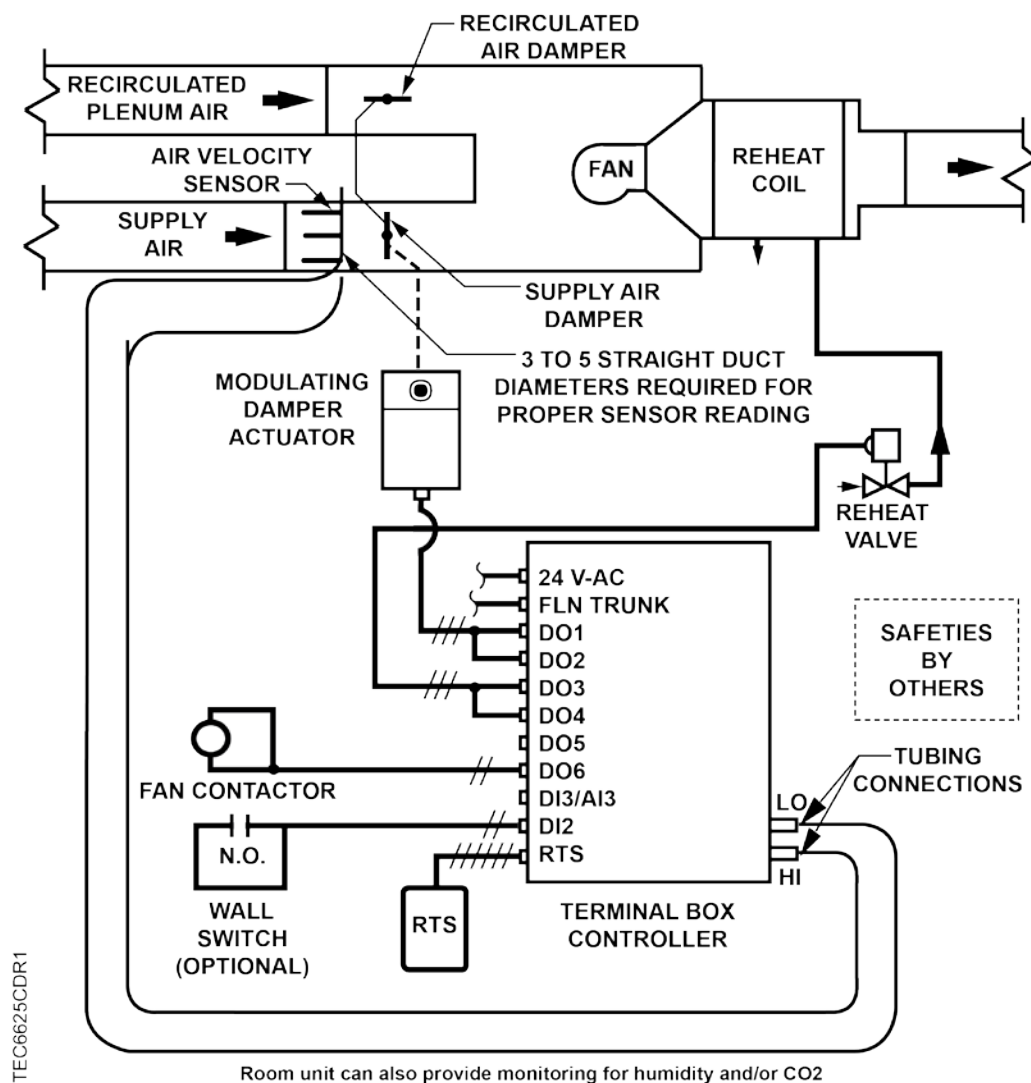 RECIRCULATED
AIR DAMPER
RECIRCULATED
PLENUM AIR
AIR VELOCITY
SENSOR
FAN
REHEAT
COIL
SUPPLY
AIR
SUPPLY AIR
DAMPER
3 TO 5 STRAIGHT DUCT
DIAMETERS REQUIRED FOR
PROPER SENSOR READING
MODULATING
DAMPER
ACTUATOR
REHEAT
VALVE
24 V-AC
FLN TRUNK
DO1
DO2
DO3
DO4
DO5
DO6
DI3/AI3
DI2
RTS
SAFETIES
BY
OTHERS
FAN CONTACTOR
TUBING
CONNECTIONS
LO
HI
N.O.
WALL
SWITCH
(OPTIONAL)
RTS
TERMINAL BOX
CONTROLLER
TEC6625CDR1
Room unit can also provide monitoring for humidity and/or CO2